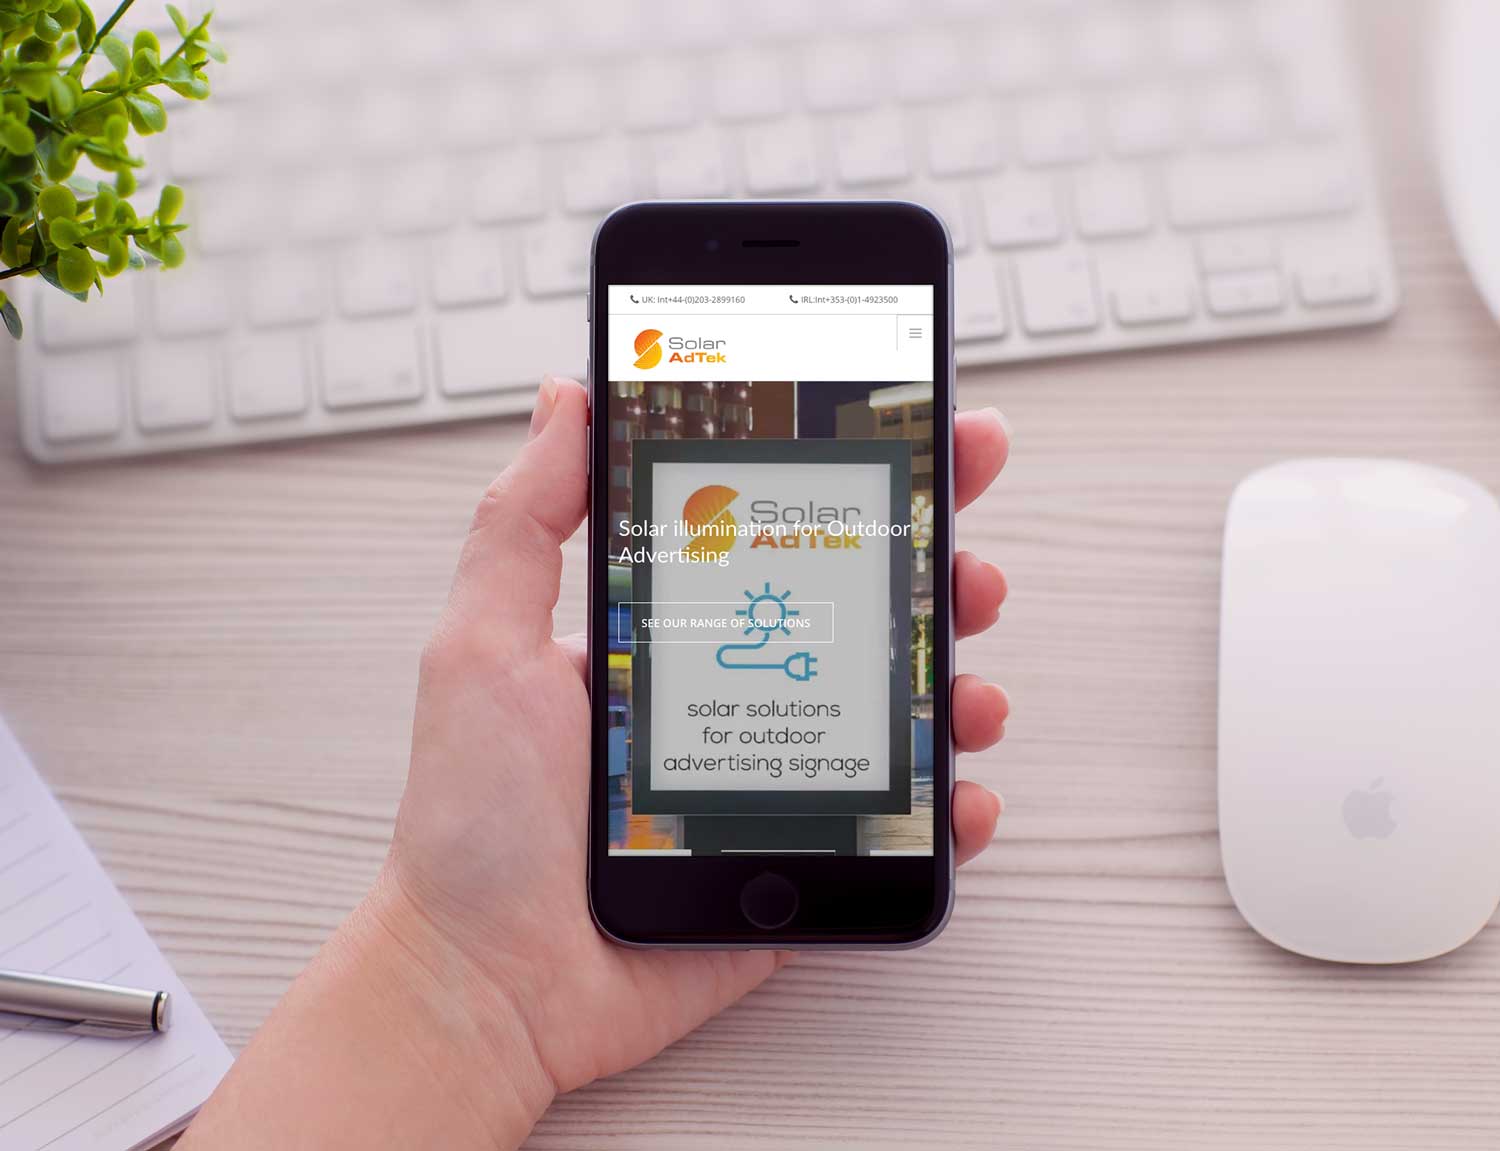 UK: Int+44-(0)203-2899160
IRL:Int+353-(0)1-4923500
Solar
AdTek
Solar
AdTek
Solar illumination for Outdoor
Advertising
SEE OUR RANGE OF SOLUTIONS
solar solutions
for outdoor
advertising signage